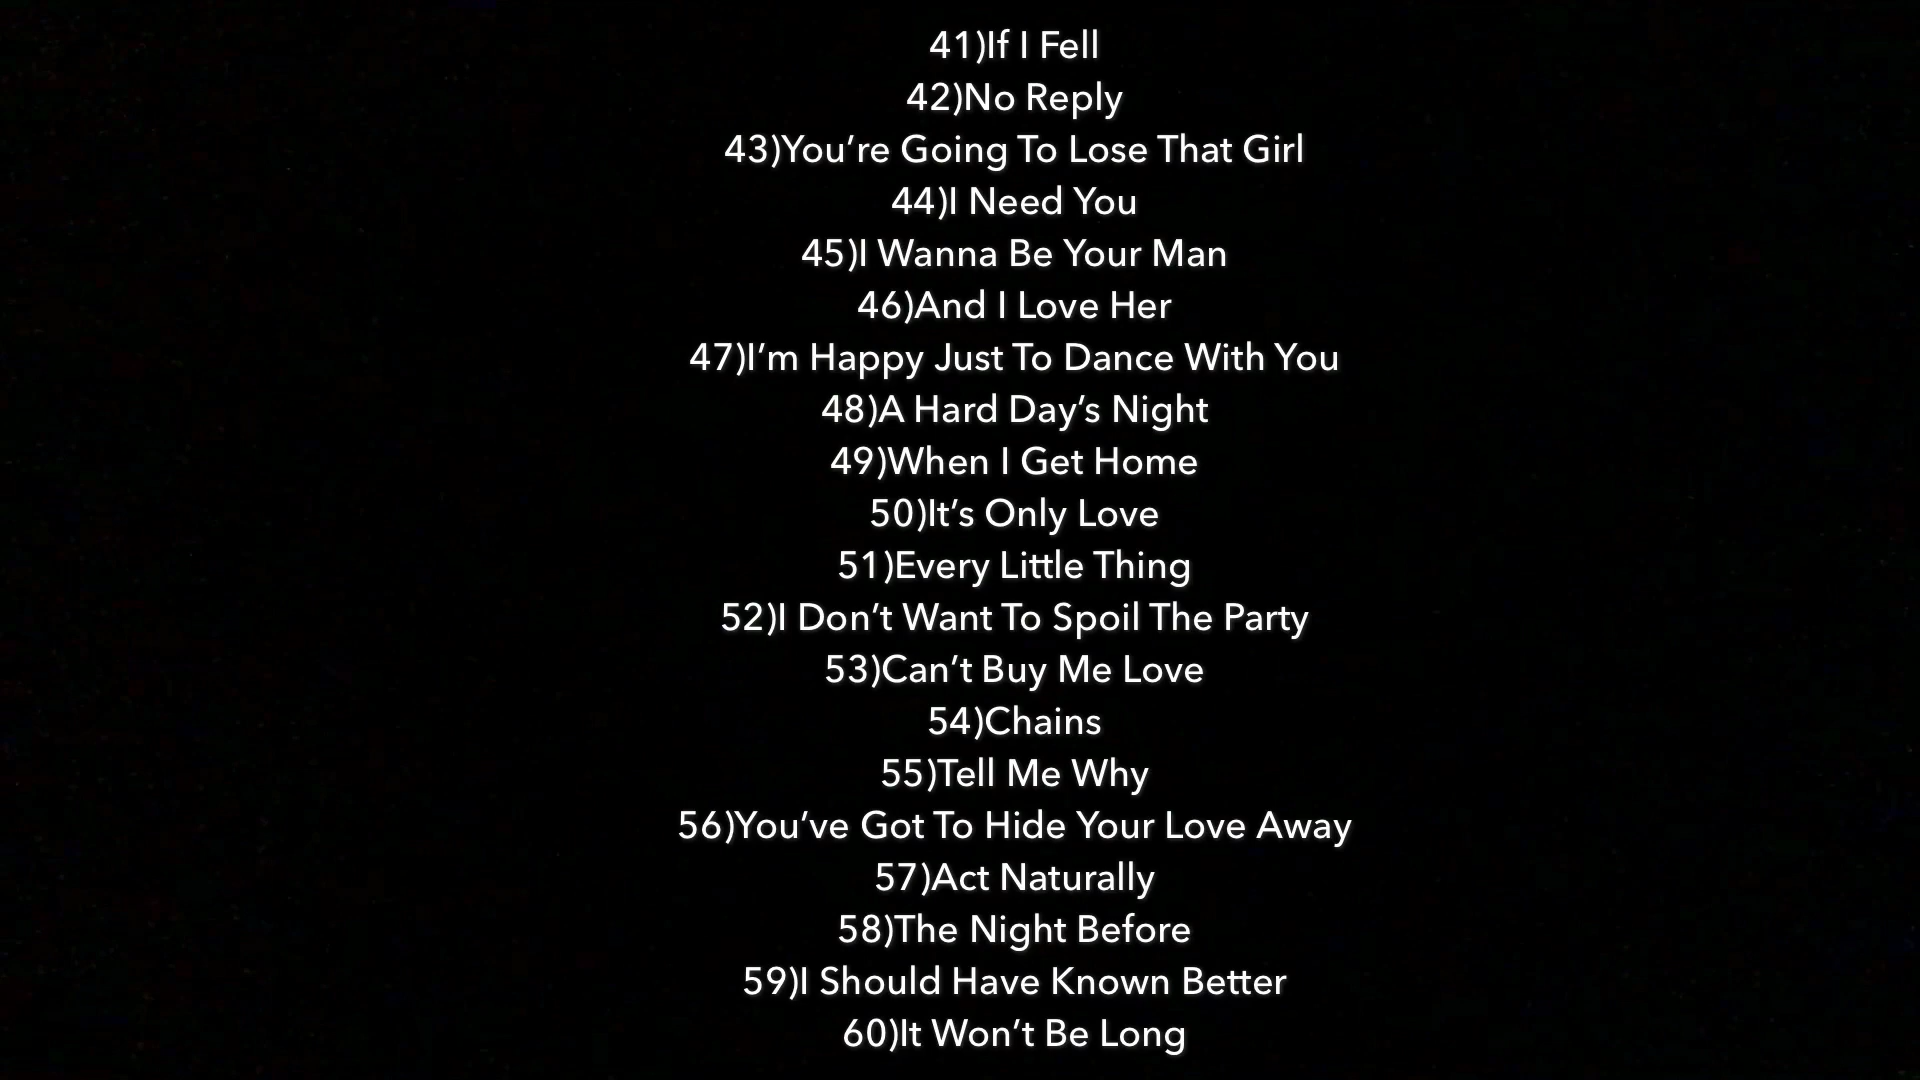 41)If I Fell
42)No Reply
43)You’re Going To Lose That Girl
44)I Need You
45)I Wanna Be Your Man
46)And I Love Her
47)I’m Happy Just To Dance With You
48)A Hard Day’s Night
49)When I Get Home
50)It’s Only Love
51)Every Little Thing
52)I Don’t Want To Spoil The Party
53)Can’t Buy Me Love
54)Chains
55)Tell Me Why
56)You’ve Got To Hide Your Love Away
57)Act Naturally
58)The Night Before
59)I Should Have Known Better
60)It Won’t Be Long